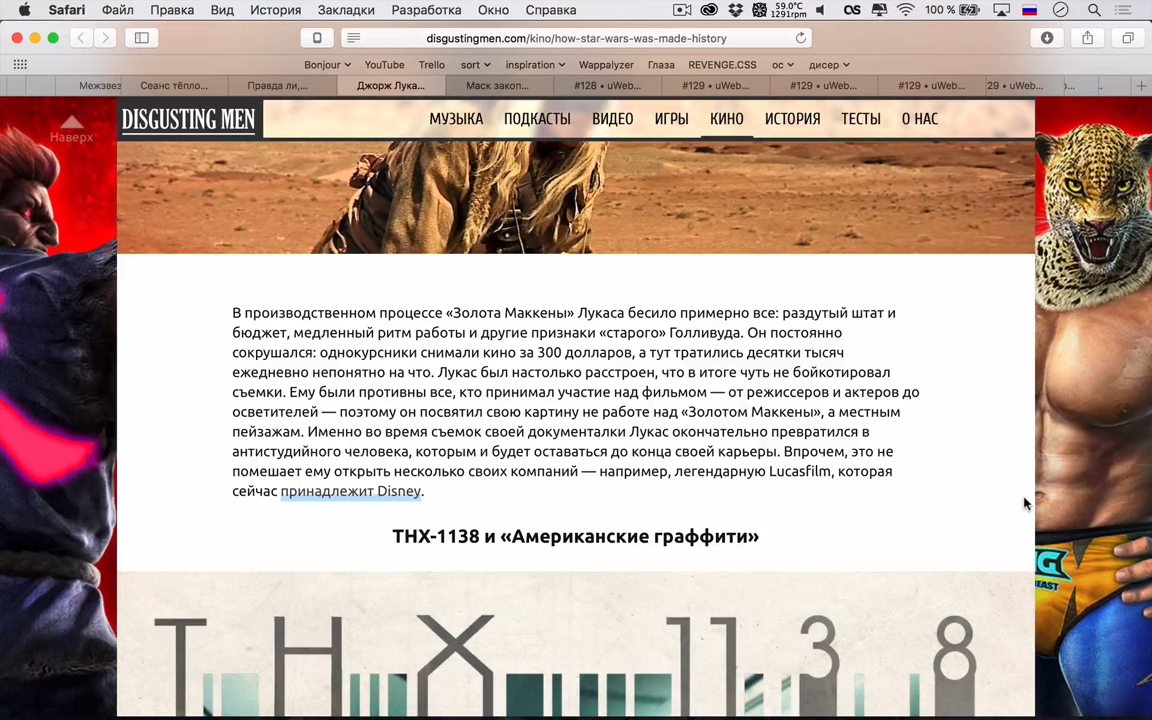 Safari Файл Правка Вид История Закладки Разработка Окно Справка 59.0°C 1291rpm 100 %
disgustingmen.com/kino/how-star-wars-was-made-history
Bonjour YouTube Trello sort inspiration Wappalyzer Глаза REVENGE.CSS ос дисер
Межзвез Сеанс тёпло... Правда ли,... Джорж Лука... Маск закоп... #128 • uWeb... #129 • uWeb... #129 • uWeb... #129 • uWeb... 29 • uWeb...
Наверх
DISGUSTING MEN МУЗЫКА ПОДКАСТЫ ВИДЕО ИГРЫ КИНО ИСТОРИЯ ТЕСТЫ О НАС
В производственном процессе «Золота Маккены» Лукаса бесило примерно все: раздутый штат и
бюджет, медленный ритм работы и другие признаки «старого» Голливуда. Он постоянно
сокрушался: однокурсники снимали кино за 300 долларов, а тут тратились десятки тысяч
ежедневно непонятно на что. Лукас был настолько расстроен, что в итоге чуть не бойкотировал
съемки. Ему были противны все, кто принимал участие над фильмом — от режиссеров и актеров до
осветителей — поэтому он посвятил свою картину не работе над «Золотом Маккены», а местным
пейзажам. Именно во время съемок своей документалки Лукас окончательно превратился в
антистудийного человека, которым и будет оставаться до конца своей карьеры. Впрочем, это не
помешает ему открыть несколько своих компаний — например, легендарную Lucasfilm, которая
сейчас принадлежит Disney.
THX-1138 и «Американские граффити»
THX 1138